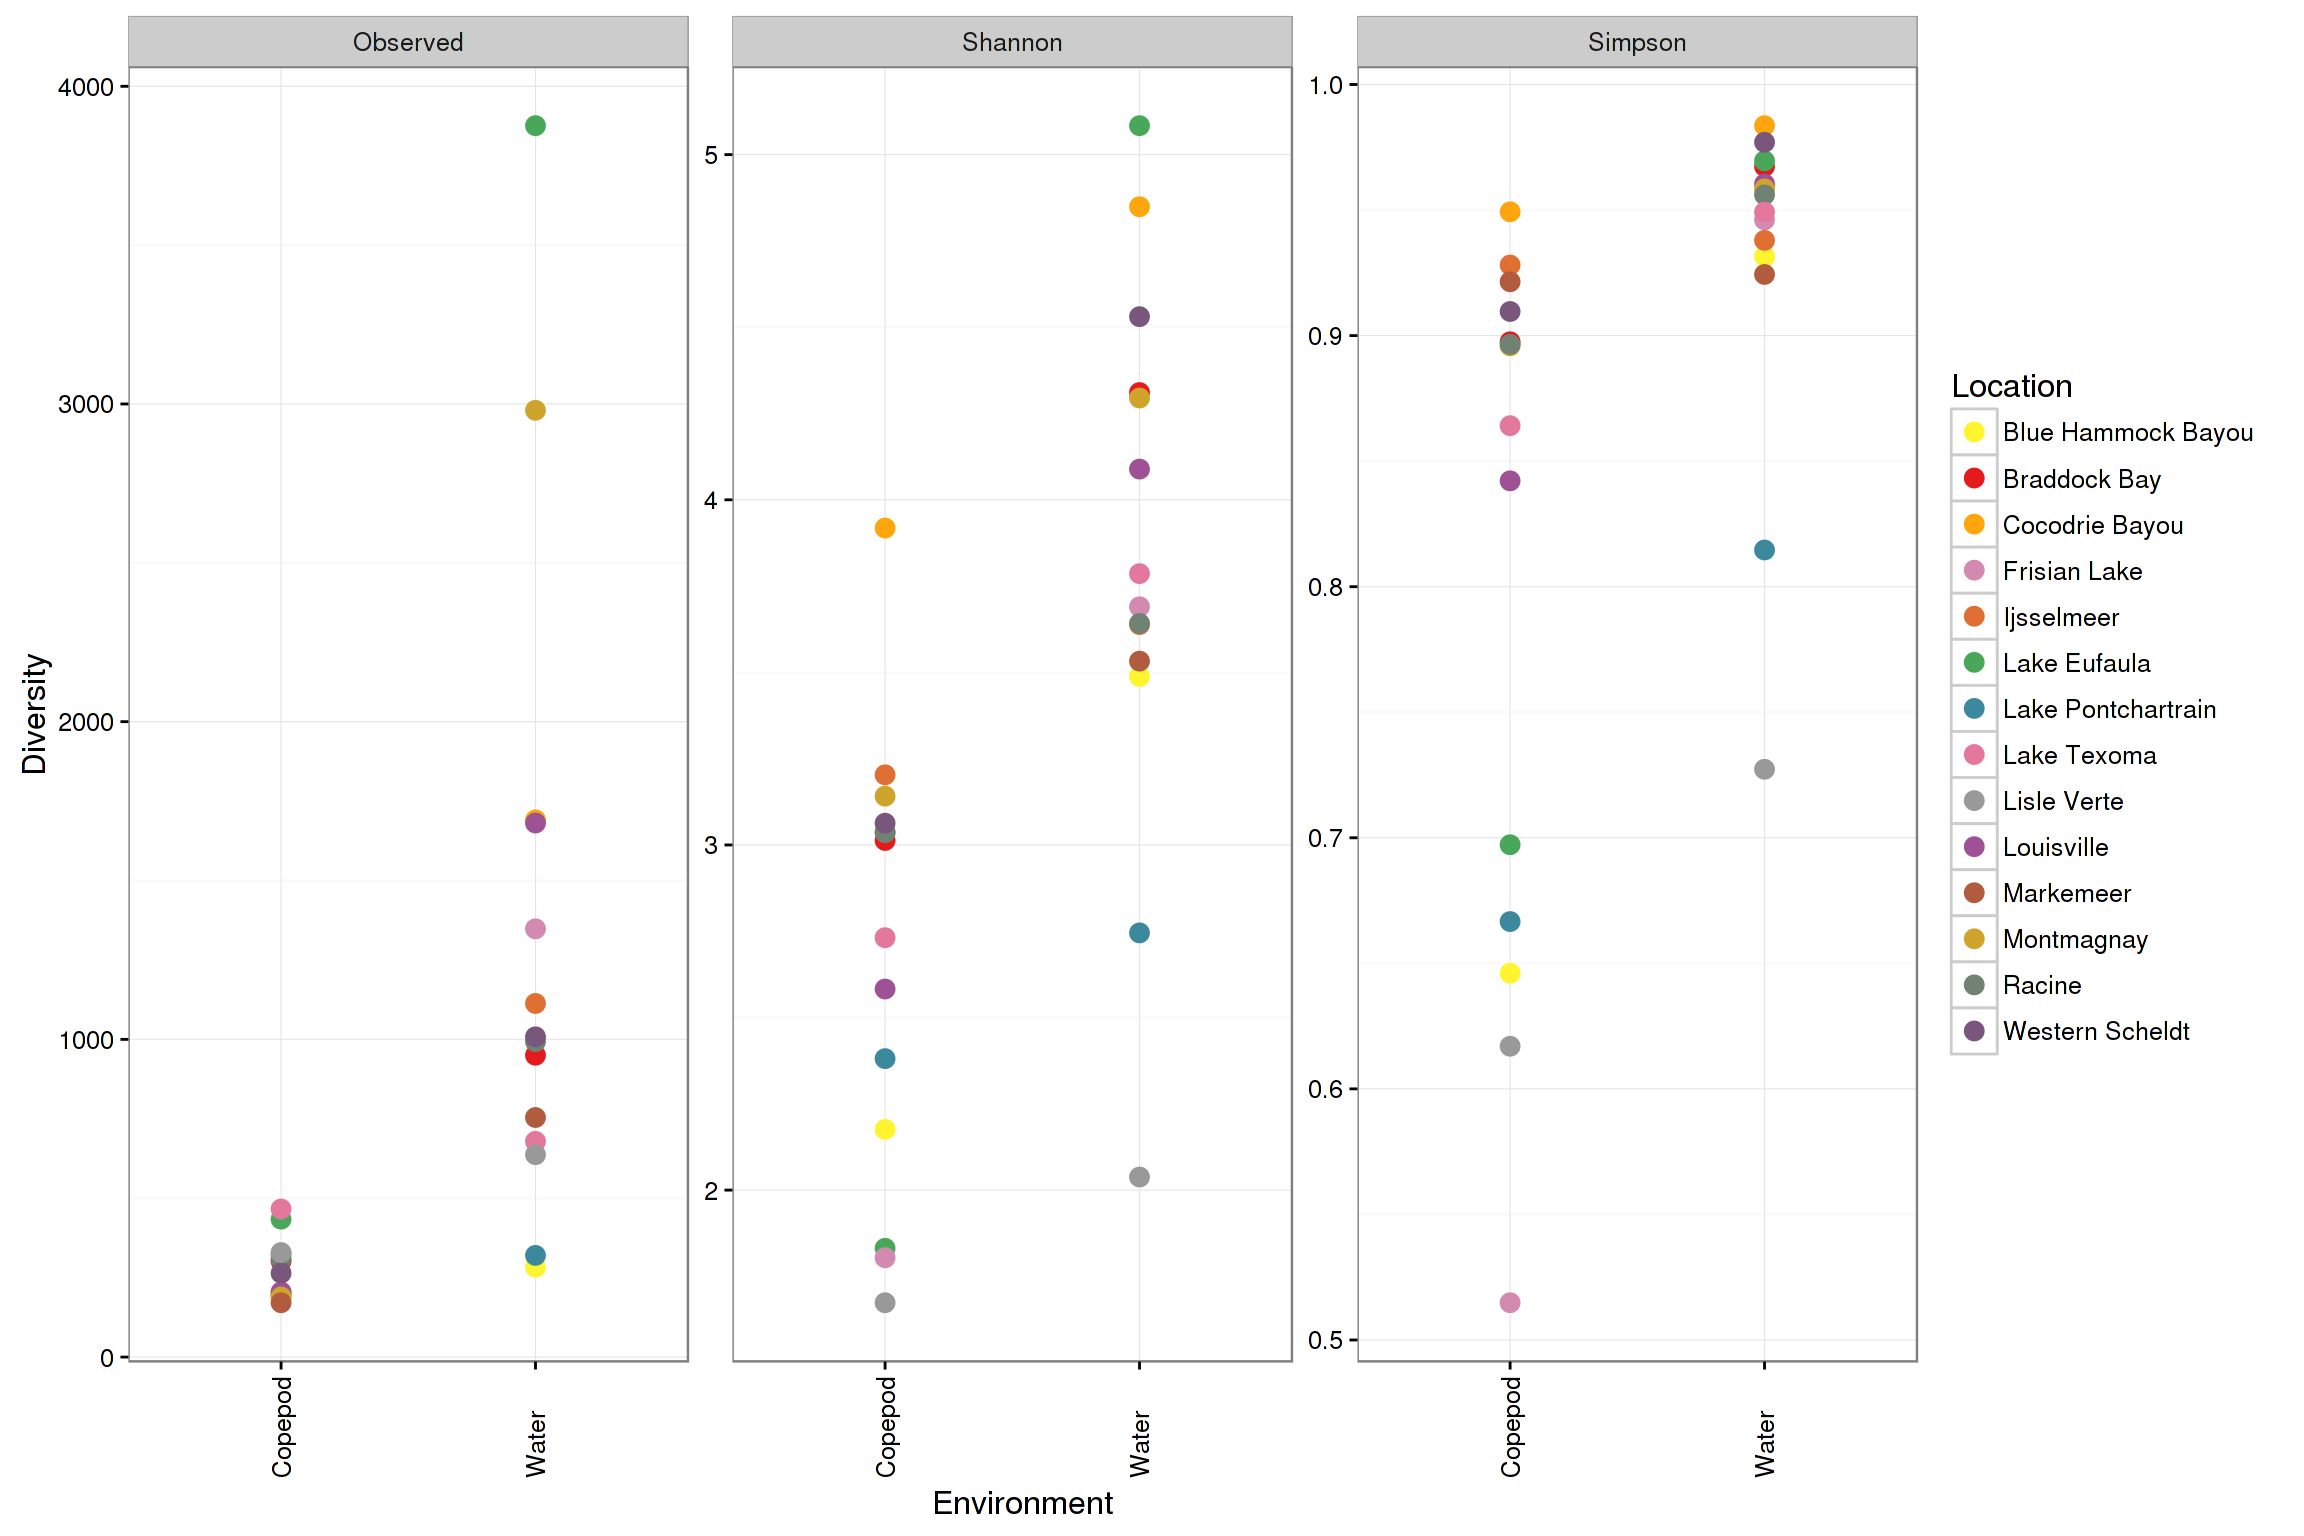 Observed
Shannon
Simpson
Diversity
4000
3000
2000
1000
0
5
4
3
2
1.0
0.9
0.8
0.7
0.6
0.5
Copepod
Water
Copepod
Water
Copepod
Water
Environment
Location
Blue Hammock Bayou
Braddock Bay
Cocodrie Bayou
Frisian Lake
Ijsselmeer
Lake Eufaula
Lake Pontchartrain
Lake Texoma
Lisle Verte
Louisville
Markemeer
Montmagnay
Racine
Western Scheldt